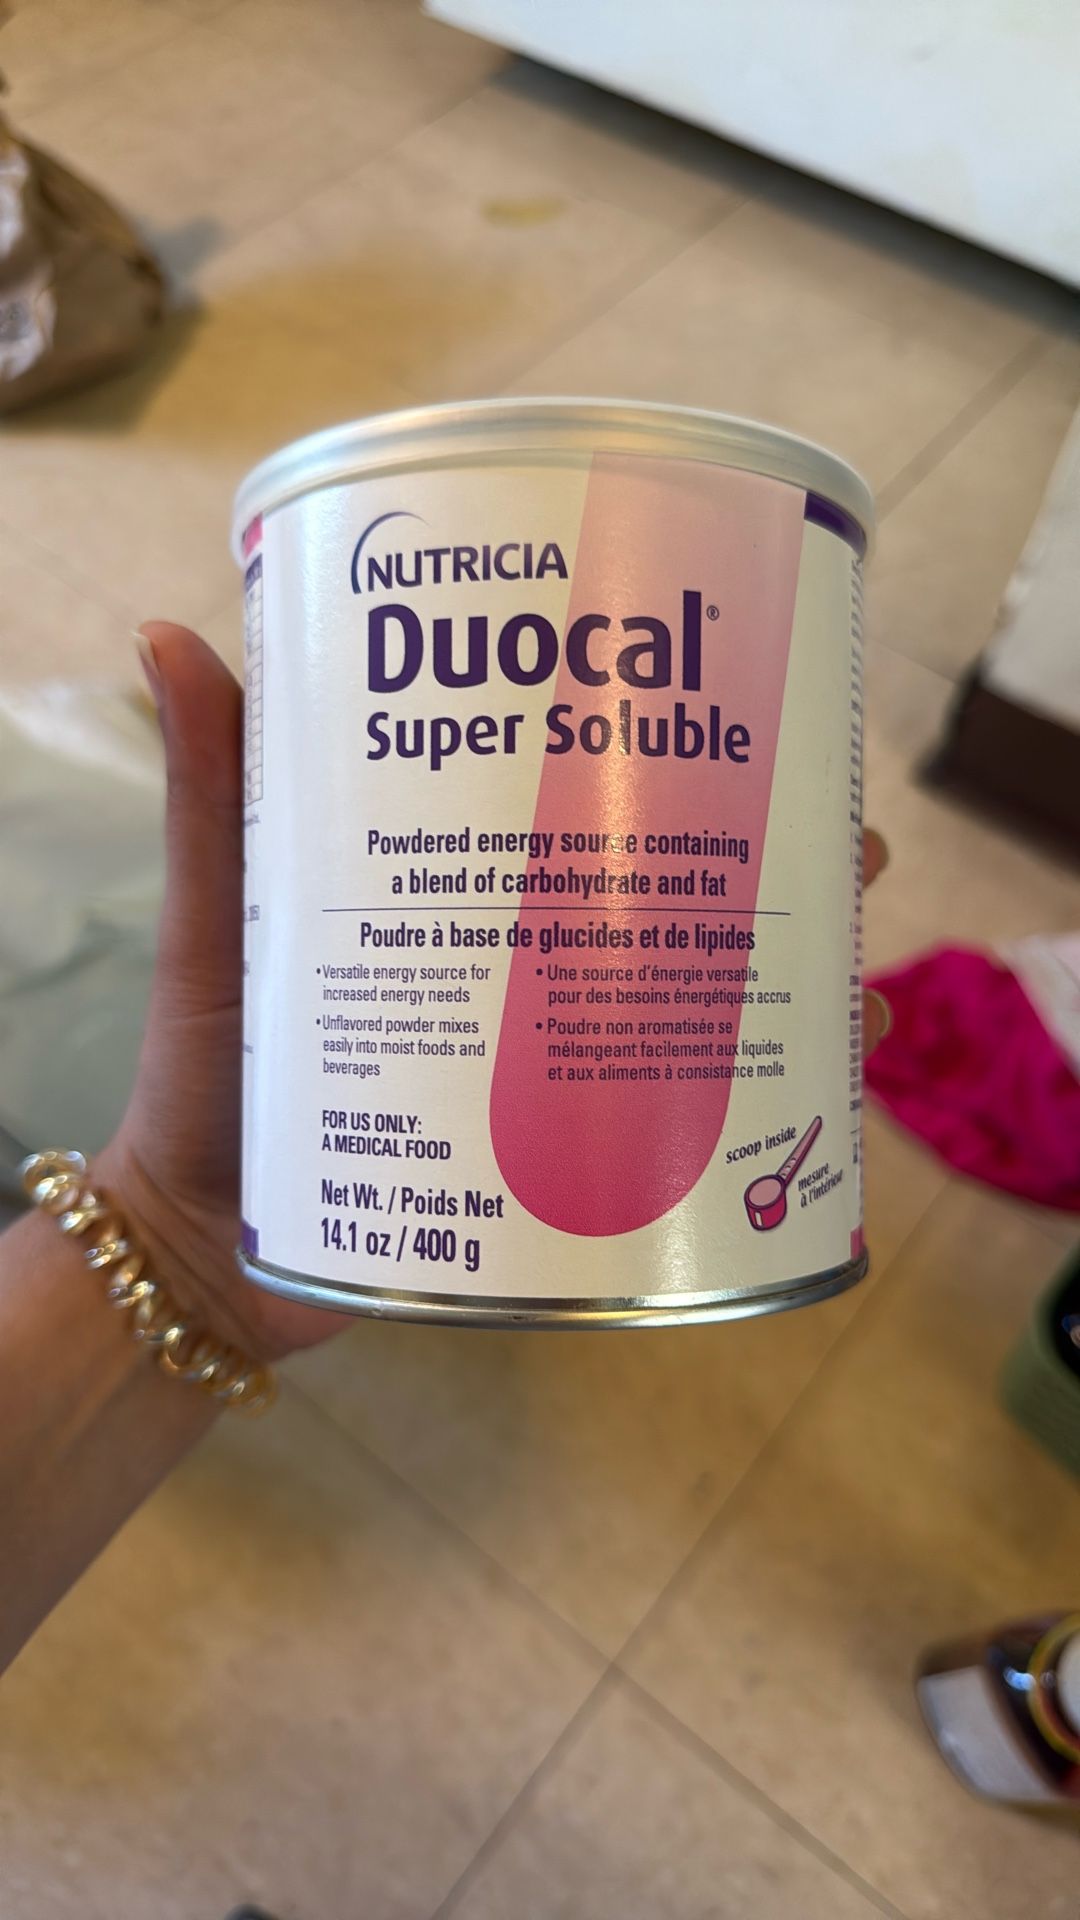 NUTRICIA
Duocal®
Super Soluble
Powdered energy source containing
a blend of carbohydrate and fat
Poudre à base de glucides et de lipides
• Versatile energy source for
increased energy needs
• Unflavored powder mixes
easily into moist foods and
beverages
• Une source d'énergie versatile
pour des besoins énergétiques accrus
• Poudre non aromatisée se
mélangeant facilement aux liquides
et aux aliments à consistance molle
FOR US ONLY:
A MEDICAL FOOD
Net Wt. / Poids Net
14.1 oz / 400 g
scoop inside
mesure
à l'intérieur